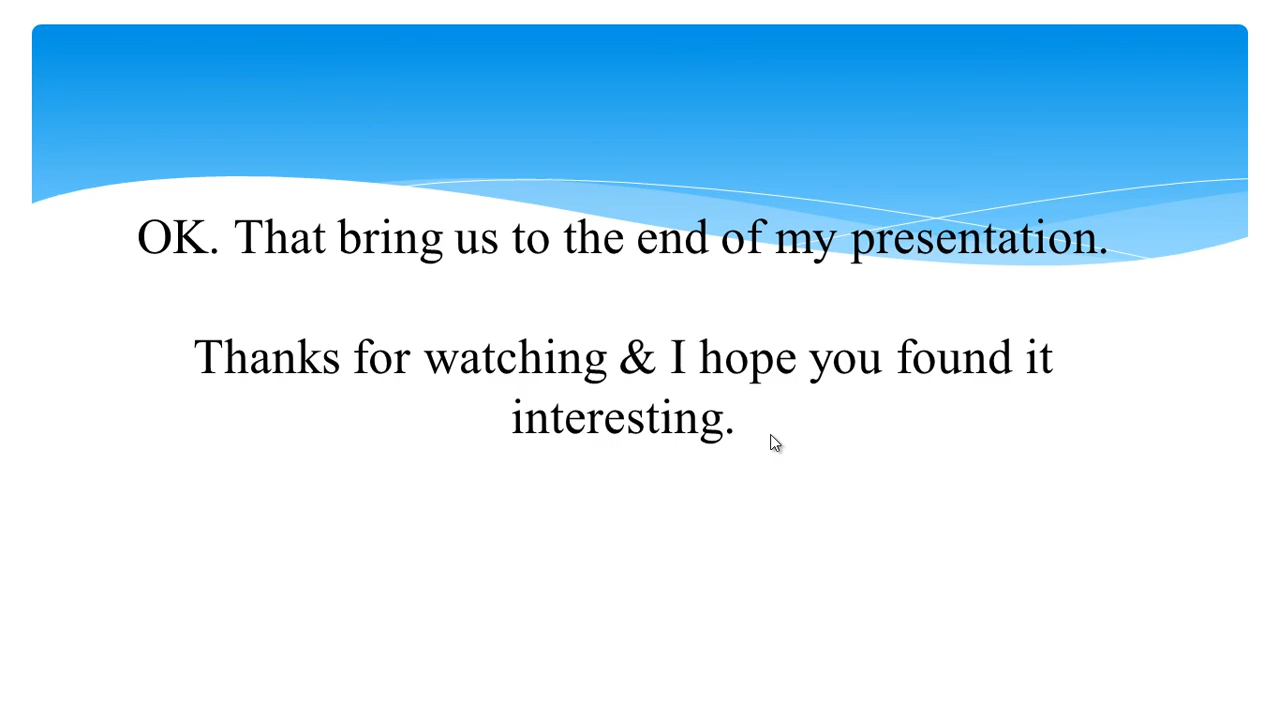 OK. That bring us to the end of my presentation.
Thanks for watching & I hope you found it
interesting.